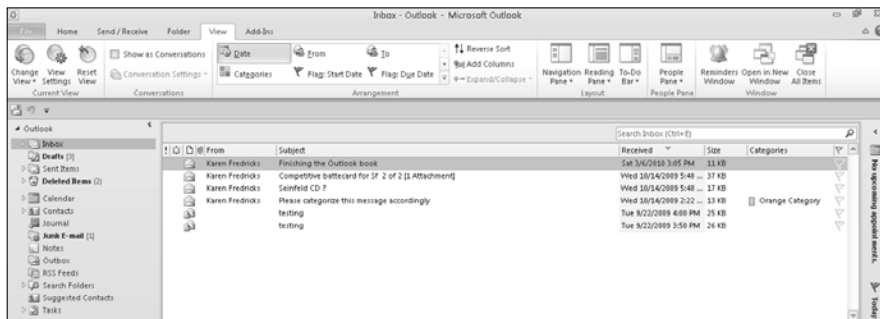 Inbox - Outlook - Microsoft Outlook
File Home Send / Receive Folder View Add-Ins
Change View View Settings Reset View
Current View
Show as Conversations
Conversation Settings
Conversations
Date From To
Categories Flag: Start Date Flag: Due Date
Reverse Sort
Add Columns
Expand/Collapse
Arrangement
Navigation Pane Reading Pane To-Do Bar
Layout
People Pane
People Pane
Reminders Window Open in New Window Close All Items
Window
Outlook
Inbox
Drafts [3]
Sent Items
Deleted Items (2)
Calendar
Contacts
Journal
Junk E-mail [1]
Notes
Outbox
RSS Feeds
Search Folders
Suggested Contacts
Tasks
Search Inbox (Ctrl+E)
From Subject Received Size Categories
Karen Fredricks Finishing the Outlook book Sat 3/6/2010 3:05 PM 11 KB
Karen Fredricks Competitive battecard for SF 2 of 2 [1 Attachment] Wed 10/14/2009 5:48 ... 37 KB
Karen Fredricks Seinfeld CD 7 Wed 10/14/2009 5:48 ... 17 KB
Karen Fredricks Please categorize this message accordingly Wed 10/14/2009 2:22 ... 13 KB Orange Category
testing Tue 9/22/2009 4:00 PM 25 KB
testing Tue 9/22/2009 3:50 PM 26 KB
No upcoming appointments.
Today